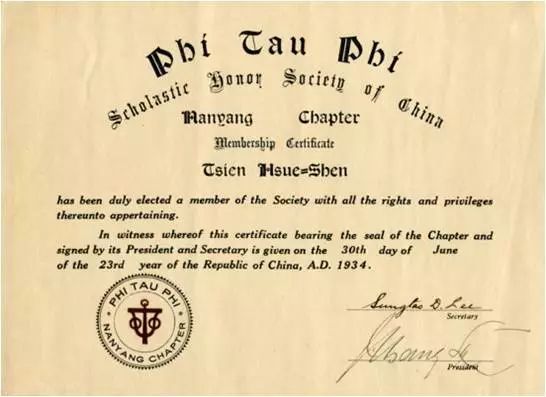 Phi Tau Phi
Scholastic Honor Society of China
Nanyang Chapter
Membership Certificate
Tsien Hsue=Shen
has been duly elected a member of the Society with all the rights and privileges
thereunto appertaining.
In witness whereof this certificate bearing the seal of the Chapter and
signed by its President and Secretary is given on the 30th day of June
of the 23rd year of the Republic of China, A.D. 1934.
PHI TAU PHI
NANYANG CHAPTER
Sungtao D. Lee
Secretary
President